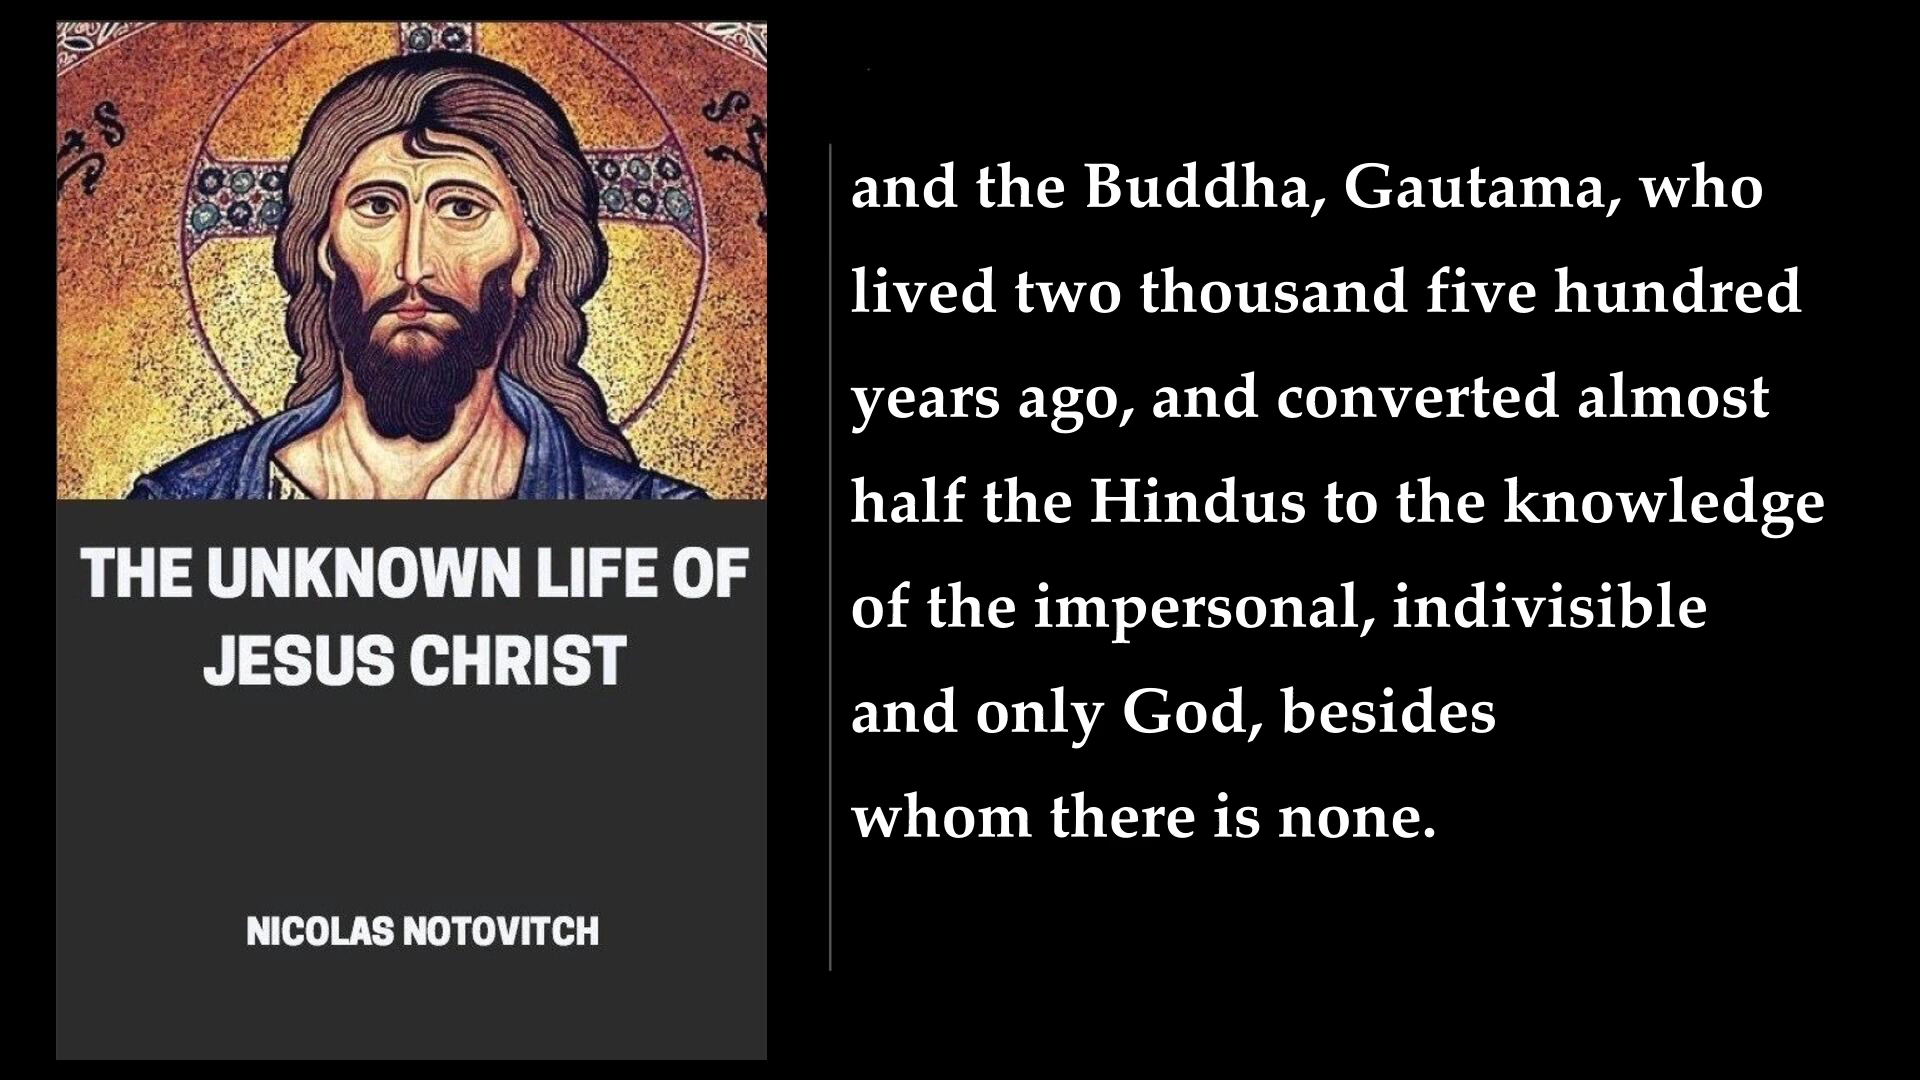 THE UNKNOWN LIFE OF
JESUS CHRIST
NICOLAS NOTOVITCH
and the Buddha, Gautama, who
lived two thousand five hundred
years ago, and converted almost
half the Hindus to the knowledge
of the impersonal, indivisible
and only God, besides
whom there is none.